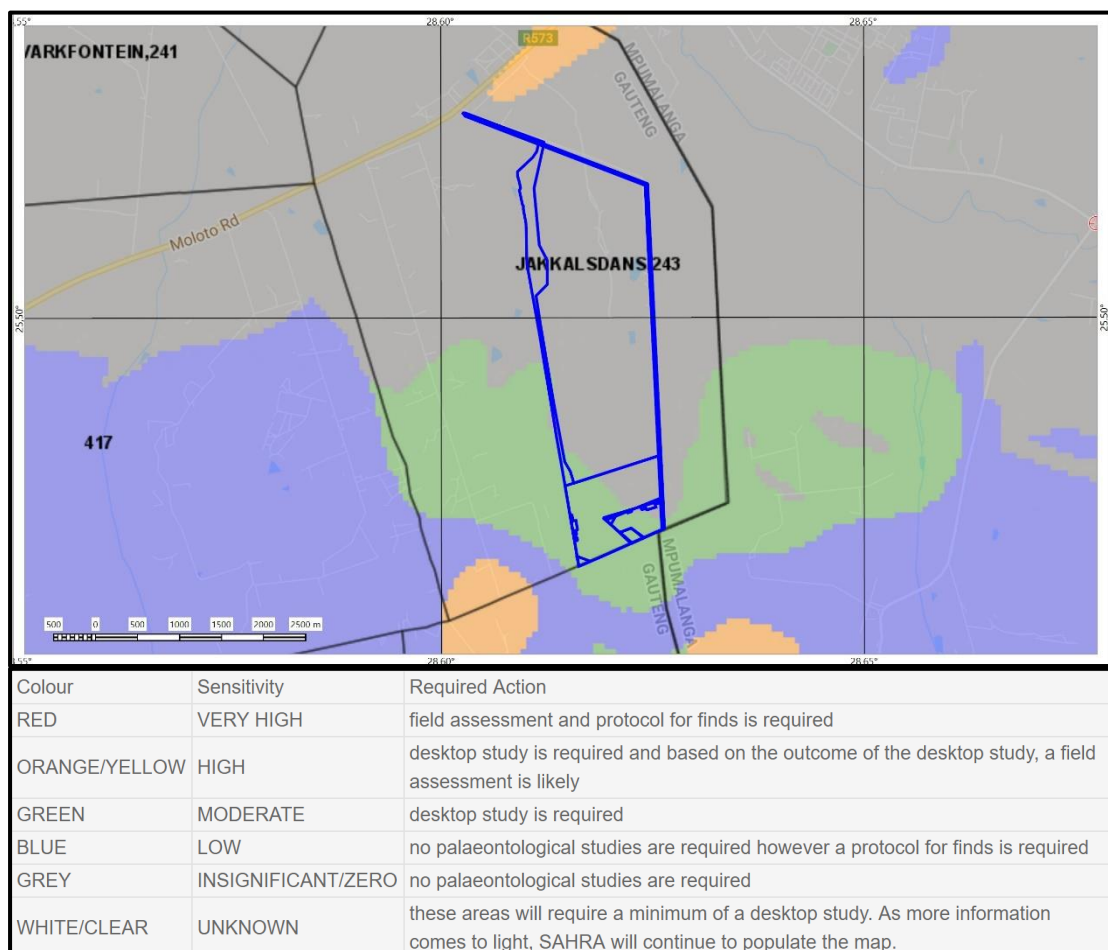 ,55°
28.60°
28.65°
/ARKFONTEIN,241
R573
MPUMALANGA
GAUTENG
Moloto Rd
JAKKALSDANS,243
25,50°
25.50°
417
MPUMALANGA
GAUTENG
500 0 500 1000 1500 2000 2500 m
,55°
28.60°
28.65°
Colour Sensitivity Required Action
RED VERY HIGH field assessment and protocol for finds is required
ORANGE/YELLOW HIGH desktop study is required and based on the outcome of the desktop study, a field
assessment is likely
GREEN MODERATE desktop study is required
BLUE LOW no palaeontological studies are required however a protocol for finds is required
GREY INSIGNIFICANT/ZERO no palaeontological studies are required
WHITE/CLEAR UNKNOWN these areas will require a minimum of a desktop study. As more information
comes to light, SAHRA will continue to populate the map.